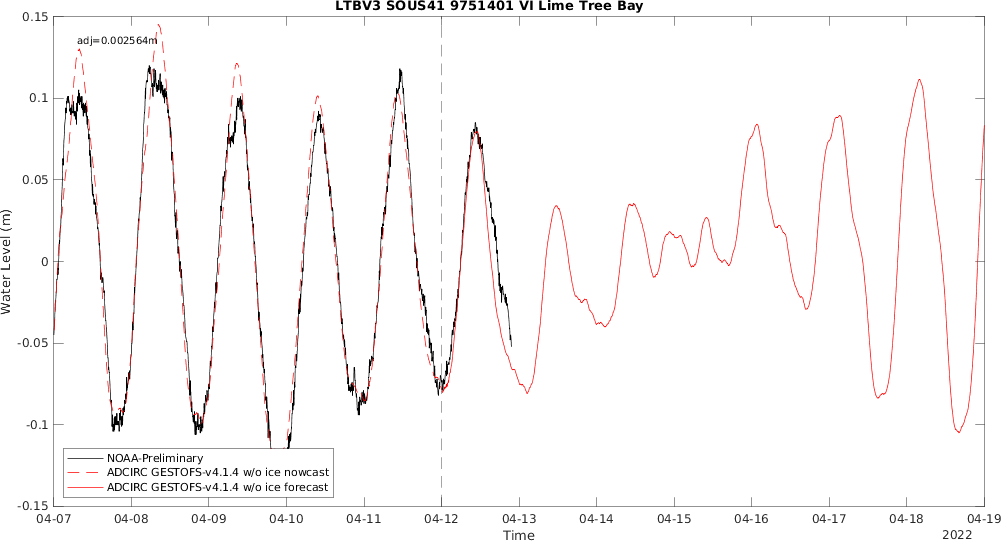 LTBV3 SOUS41 9751401 VI Lime Tree Bay
0.15
adj=0.002564m
0.1
0.05
0
-0.05
-0.1
-0.15
Water Level (m)
NOAA-Preliminary
ADCIRC GESTOFS-v4.1.4 w/o ice nowcast
ADCIRC GESTOFS-v4.1.4 w/o ice forecast
04-07 04-08 04-09 04-10 04-11 04-12 04-13 04-14 04-15 04-16 04-17 04-18 04-19
Time
2022